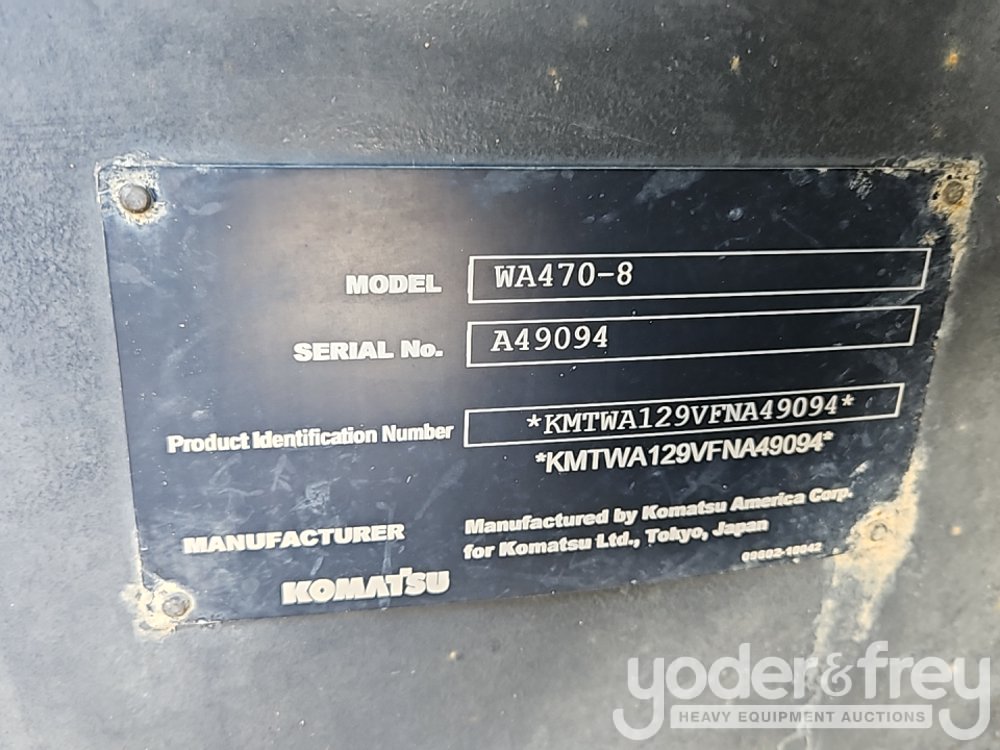 MODEL WA470-8
SERIAL No. A49094
Product Identification Number *KMTWA129VFNA49094*
*KMTWA129VFNA49094*
MANUFACTURER Manufactured by Komatsu America Corp.
for Komatsu Ltd., Tokyo, Japan
KOMATSU
yoder&frey
HEAVY EQUIPMENT AUCTIONS